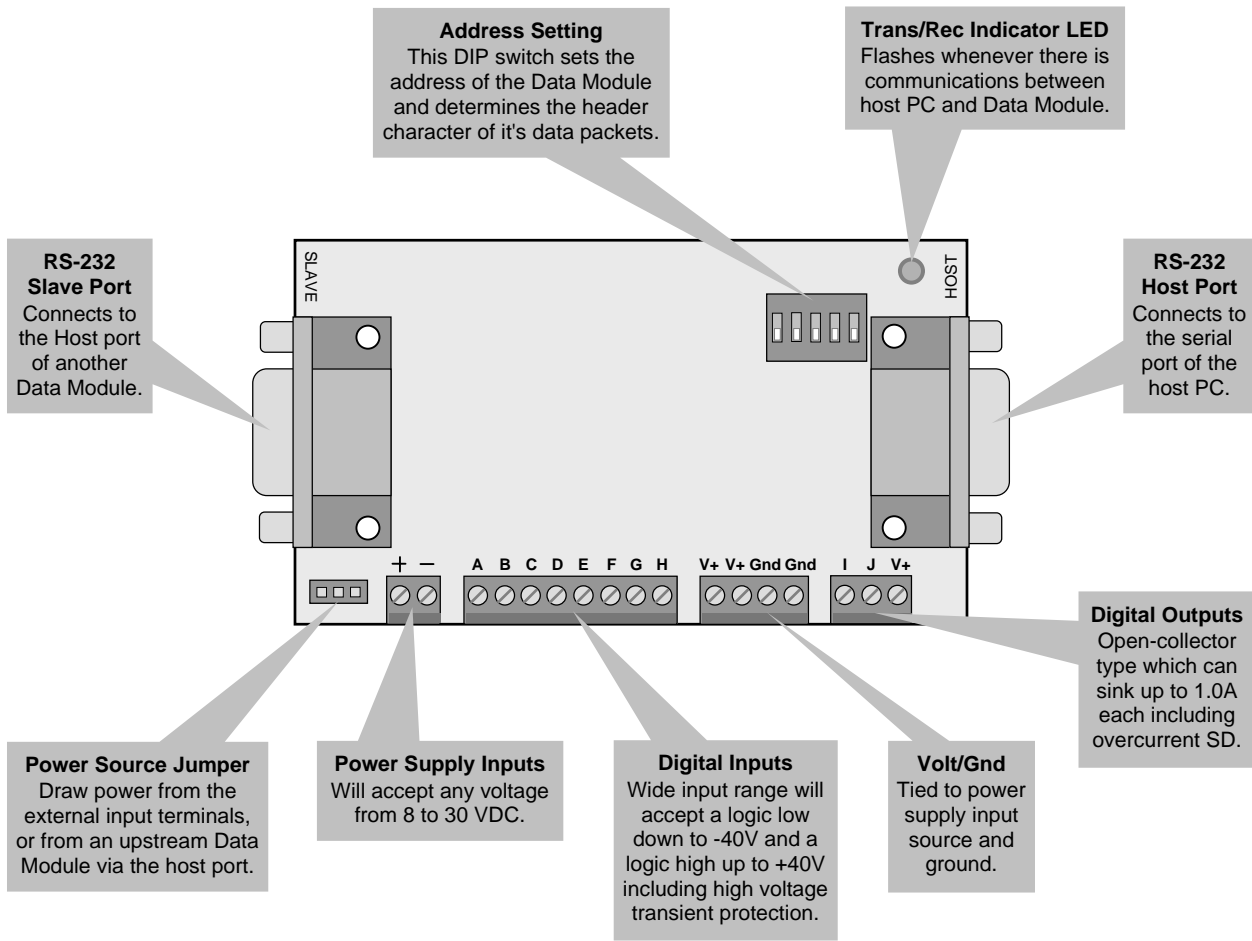 Address Setting
This DIP switch sets the
address of the Data Module
and determines the header
character of it's data packets.
Trans/Rec Indicator LED
Flashes whenever there is
communications between
host PC and Data Module.
RS-232
Slave Port
Connects to
the Host port
of another
Data Module.
SLAVE
HOST
RS-232
Host Port
Connects to
the serial
port of the
host PC.
+ −
A B C D E F G H
V+ V+ Gnd Gnd
I J V+
Digital Outputs
Open-collector
type which can
sink up to 1.0A
each including
overcurrent SD.
Power Source Jumper
Draw power from the
external input terminals,
or from an upstream Data
Module via the host port.
Power Supply Inputs
Will accept any voltage
from 8 to 30 VDC.
Digital Inputs
Wide input range will
accept a logic low
down to -40V and a
logic high up to +40V
including high voltage
transient protection.
Volt/Gnd
Tied to power
supply input
source and
ground.